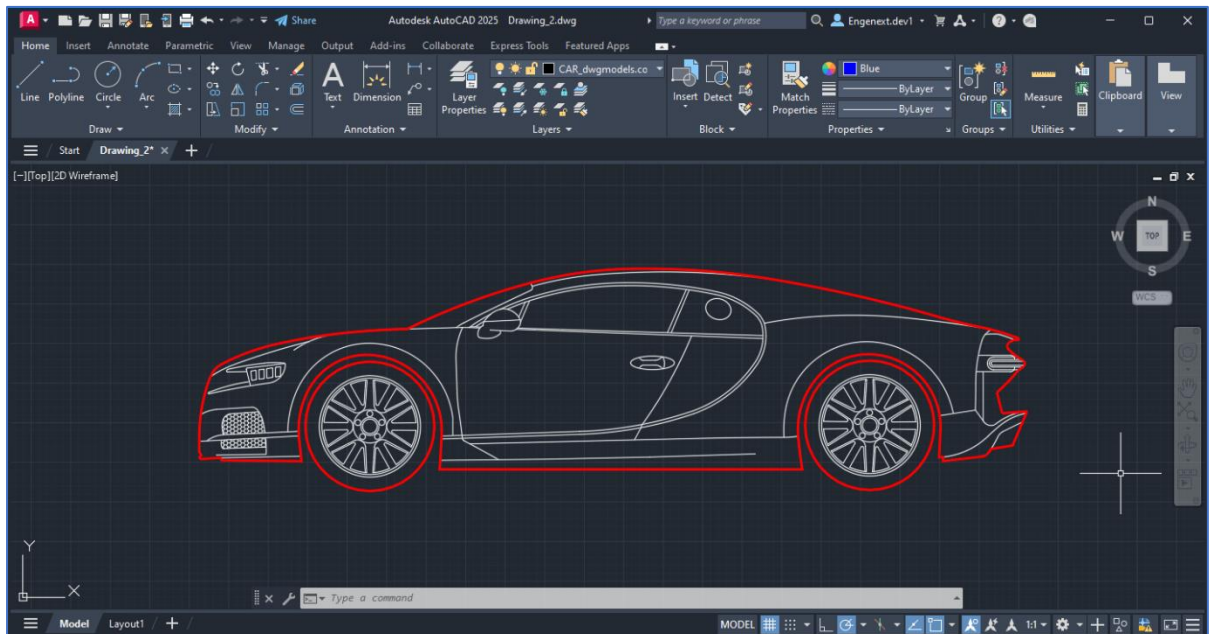 A Share Autodesk AutoCAD 2025 Drawing_2.dwg Type a keyword or phrase Engenext.dev1
Home Insert Annotate Parametric View Manage Output Add-ins Collaborate Express Tools Featured Apps
CAR_dwgmodels.co Blue
ByLayer
ByLayer
Line Polyline Circle Arc Text Dimension Layer Properties Insert Detect Match Properties Group Measure Clipboard View
Draw Modify Annotation Layers Block Properties Groups Utilities
Start Drawing_2*
[−][Top][2D Wireframe]
N
W TOP E
S
WCS
Y
X
Type a command
Model Layout1 MODEL 1:1